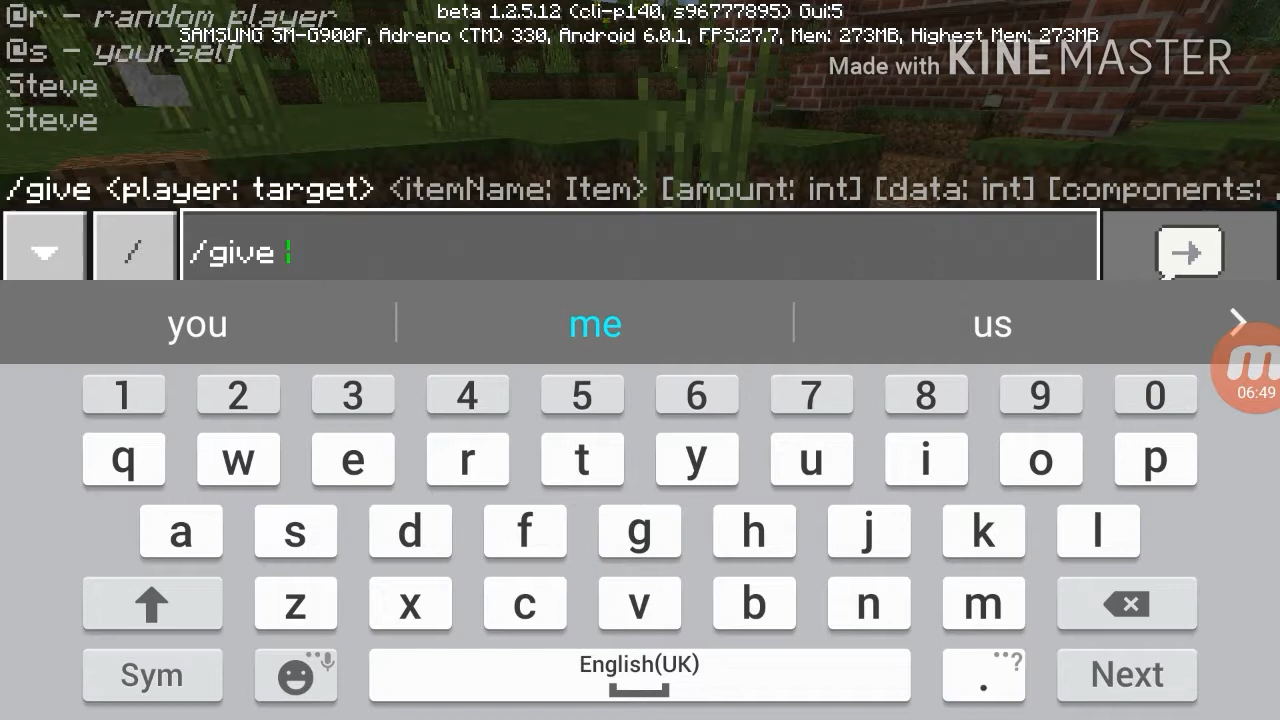 @r - random player
beta 1.2.5.12 (cli-p140, s96777895) Gui:5
SAMSUNG SM-G900F, Adreno (TM) 330, Android 6.0.1, FPS:27.7, Mem: 273MB, Highest Mem: 273MB
@s - yourself
Made with KINEMASTER
Steve
Steve
/give <player: target> <itemName: Item> [amount: int] [data: int] [components:
/ /give
you me us
06:49
1 2 3 4 5 6 7 8 9 0
q w e r t y u i o p
a s d f g h j k l
z x c v b n m
Sym English(UK) . ? Next